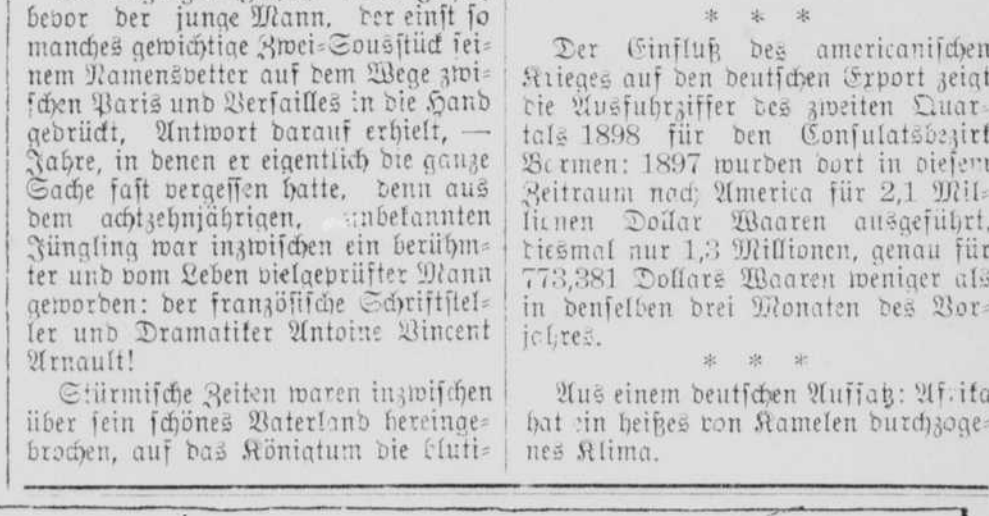 bevor der junge Mann, der einst so
manches gewichtige Zwei-Sousstück sei-
nem Namensvetter auf dem Wege zwi-
schen Paris und Versailles in die Hand
gedrückt, Antwort darauf erhielt, —
Jahre, in denen er eigentlich die ganze
Sache fast vergessen hatte, denn aus
dem achtzehnjährigen, unbekannten
Jüngling war inzwischen ein berühm-
ter und vom Leben vielgeprüfter Mann
geworden: der französische Schriftstel-
ler und Dramatiker Antoine Vincent
Arnault!
Stürmische Zeiten waren inzwischen
über sein schönes Vaterland hereinge-
brochen, auf das Königtum die bluti-
* * *
Der Einfluß des americanischen
Krieges auf den deutschen Export zeigt
die Ausfuhrziffer des zweiten Quar-
tals 1898 für den Consulatsbezirk
Barmen: 1897 wurden dort in diesem
Zeitraum nach America für 2,1 Mil-
lionen Dollar Waaren ausgeführt,
diesmal nur 1,3 Millionen, genau für
773,381 Dollars Waaren weniger als
in denselben drei Monaten des Vor-
jahres.
* * *
Aus einem deutschen Aufsatz: Afrika
hat ein heißes von Kamelen durchzoge-
nes Klima.